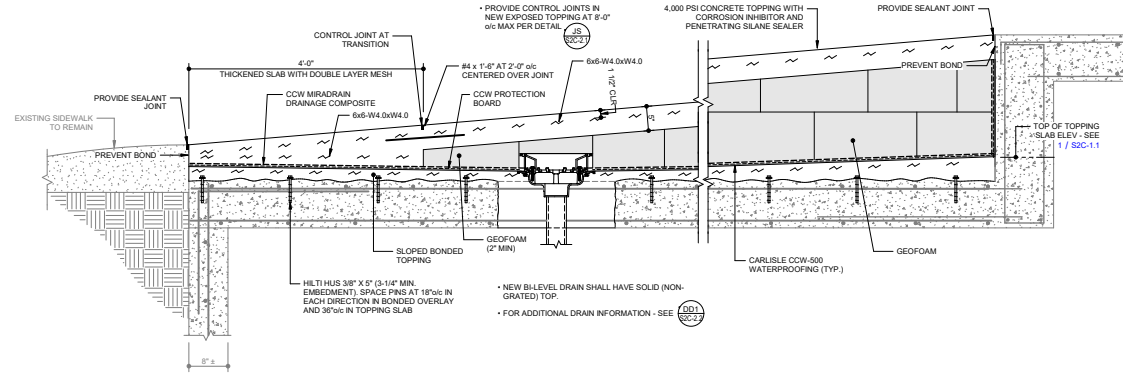 • PROVIDE CONTROL JOINTS IN
NEW EXPOSED TOPPING AT 8'-0"
o/c MAX PER DETAIL
JS
S2C-2.1
4,000 PSI CONCRETE TOPPING WITH
CORROSION INHIBITOR AND
PENETRATING SILANE SEALER
PROVIDE SEALANT JOINT
CONTROL JOINT AT
TRANSITION
4'-0"
THICKENED SLAB WITH DOUBLE LAYER MESH
#4 x 1'-6" AT 2'-0" o/c
CENTERED OVER JOINT
6x6-W4.0xW4.0
1 1/2" CLR
5"
PREVENT BOND
PROVIDE SEALANT
JOINT
CCW MIRADRAIN
DRAINAGE COMPOSITE
6x6-W4.0xW4.0
CCW PROTECTION
BOARD
EXISTING SIDEWALK
TO REMAIN
PREVENT BOND
TOP OF TOPPING
SLAB ELEV - SEE
1 / S2C-1.1
GEOFOAM
(2" MIN)
SLOPED BONDED
TOPPING
GEOFOAM
CARLISLE CCW-500
WATERPROOFING (TYP.)
HILTI HUS 3/8" X 5" (3-1/4" MIN.
EMBEDMENT). SPACE PINS AT 18"o/c IN
EACH DIRECTION IN BONDED OVERLAY
AND 36"o/c IN TOPPING SLAB
• NEW BI-LEVEL DRAIN SHALL HAVE SOLID (NON-
GRATED) TOP.
• FOR ADDITIONAL DRAIN INFORMATION - SEE
DD1
S2C-2.2
8" ±